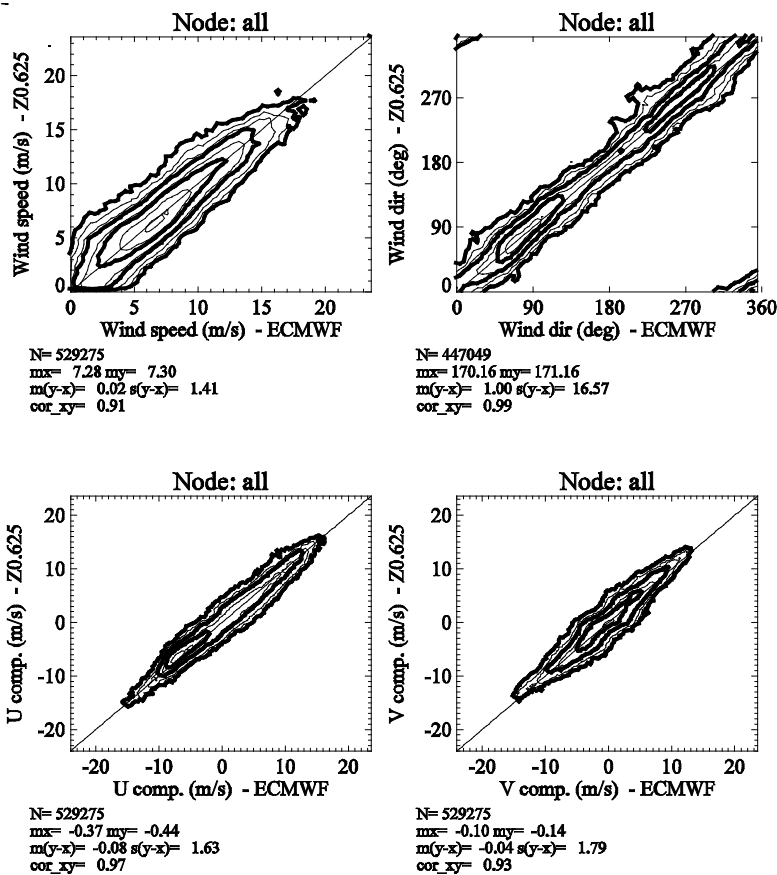 Node: all
Wind speed (m/s) - Z0.625
20
15
10
5
0
0 5 10 15 20
Wind speed (m/s) - ECMWF
N= 529275
mx= 7.28 my= 7.30
m(y-x)= 0.02 s(y-x)= 1.41
cor_xy= 0.91
Node: all
Wind dir (deg) - Z0.625
270
180
90
0
0 90 180 270 360
Wind dir (deg) - ECMWF
N= 447049
mx= 170.16 my= 171.16
m(y-x)= 1.00 s(y-x)= 16.57
cor_xy= 0.99
Node: all
U comp. (m/s) - Z0.625
20
10
0
-10
-20
-20 -10 0 10 20
U comp. (m/s) - ECMWF
N= 529275
mx= -0.37 my= -0.44
m(y-x)= -0.08 s(y-x)= 1.63
cor_xy= 0.97
Node: all
V comp. (m/s) - Z0.625
20
10
0
-10
-20
-20 -10 0 10 20
V comp. (m/s) - ECMWF
N= 529275
mx= -0.10 my= -0.14
m(y-x)= -0.04 s(y-x)= 1.79
cor_xy= 0.93